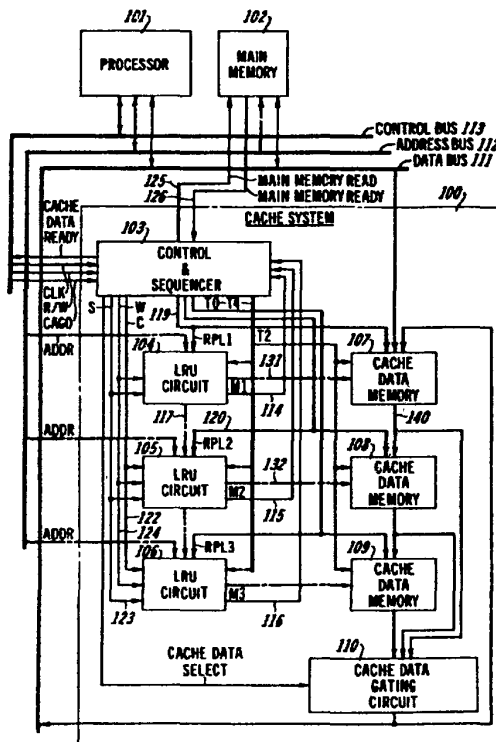 101
102
PROCESSOR
MAIN
MEMORY
CONTROL BUS 113
ADDRESS BUS 112
DATA BUS 111
125
MAIN MEMORY READ
126
MAIN MEMORY READY
100
CACHE
DATA
READY
103
CACHE SYSTEM
CONTROL
&
SEQUENCER
CLK
R/W
CAGO
S
W
C
119
T0-T4
T2
ADDR
104
RPL1
131
107
LRU
CIRCUIT
M1
114
CACHE
DATA
MEMORY
117
120
140
ADDR
105
RPL2
132
108
LRU
CIRCUIT
M2
115
CACHE
DATA
MEMORY
122
124
ADDR
106
RPL3
109
LRU
CIRCUIT
M3
116
CACHE
DATA
MEMORY
123
110
CACHE DATA
SELECT
CACHE DATA
GATING
CIRCUIT